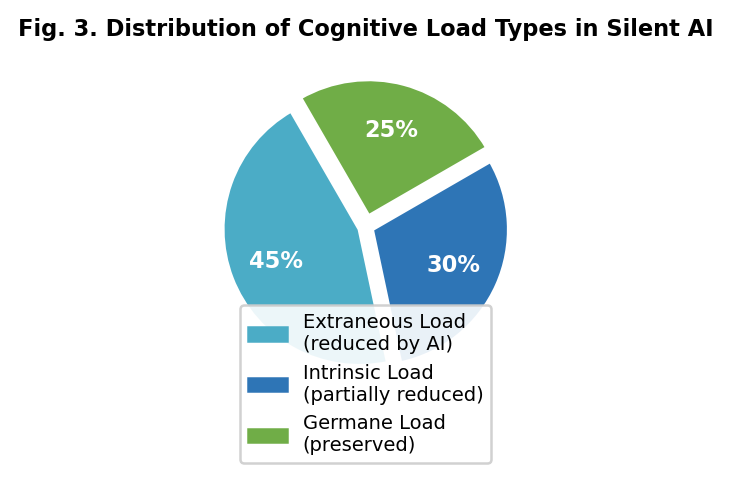 Fig. 3. Distribution of Cognitive Load Types in Silent AI
25%
45%
30%
Extraneous Load
(reduced by AI)
Intrinsic Load
(partially reduced)
Germane Load
(preserved)